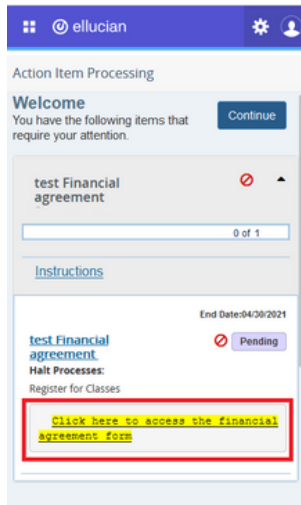 ellucian
Action Item Processing
Welcome
You have the following items that
require your attention.
Continue
test Financial
agreement
0 of 1
Instructions
End Date:04/30/2021
test Financial
agreement
Pending
Halt Processes:
Register for Classes
Click here to access the financial
agreement form